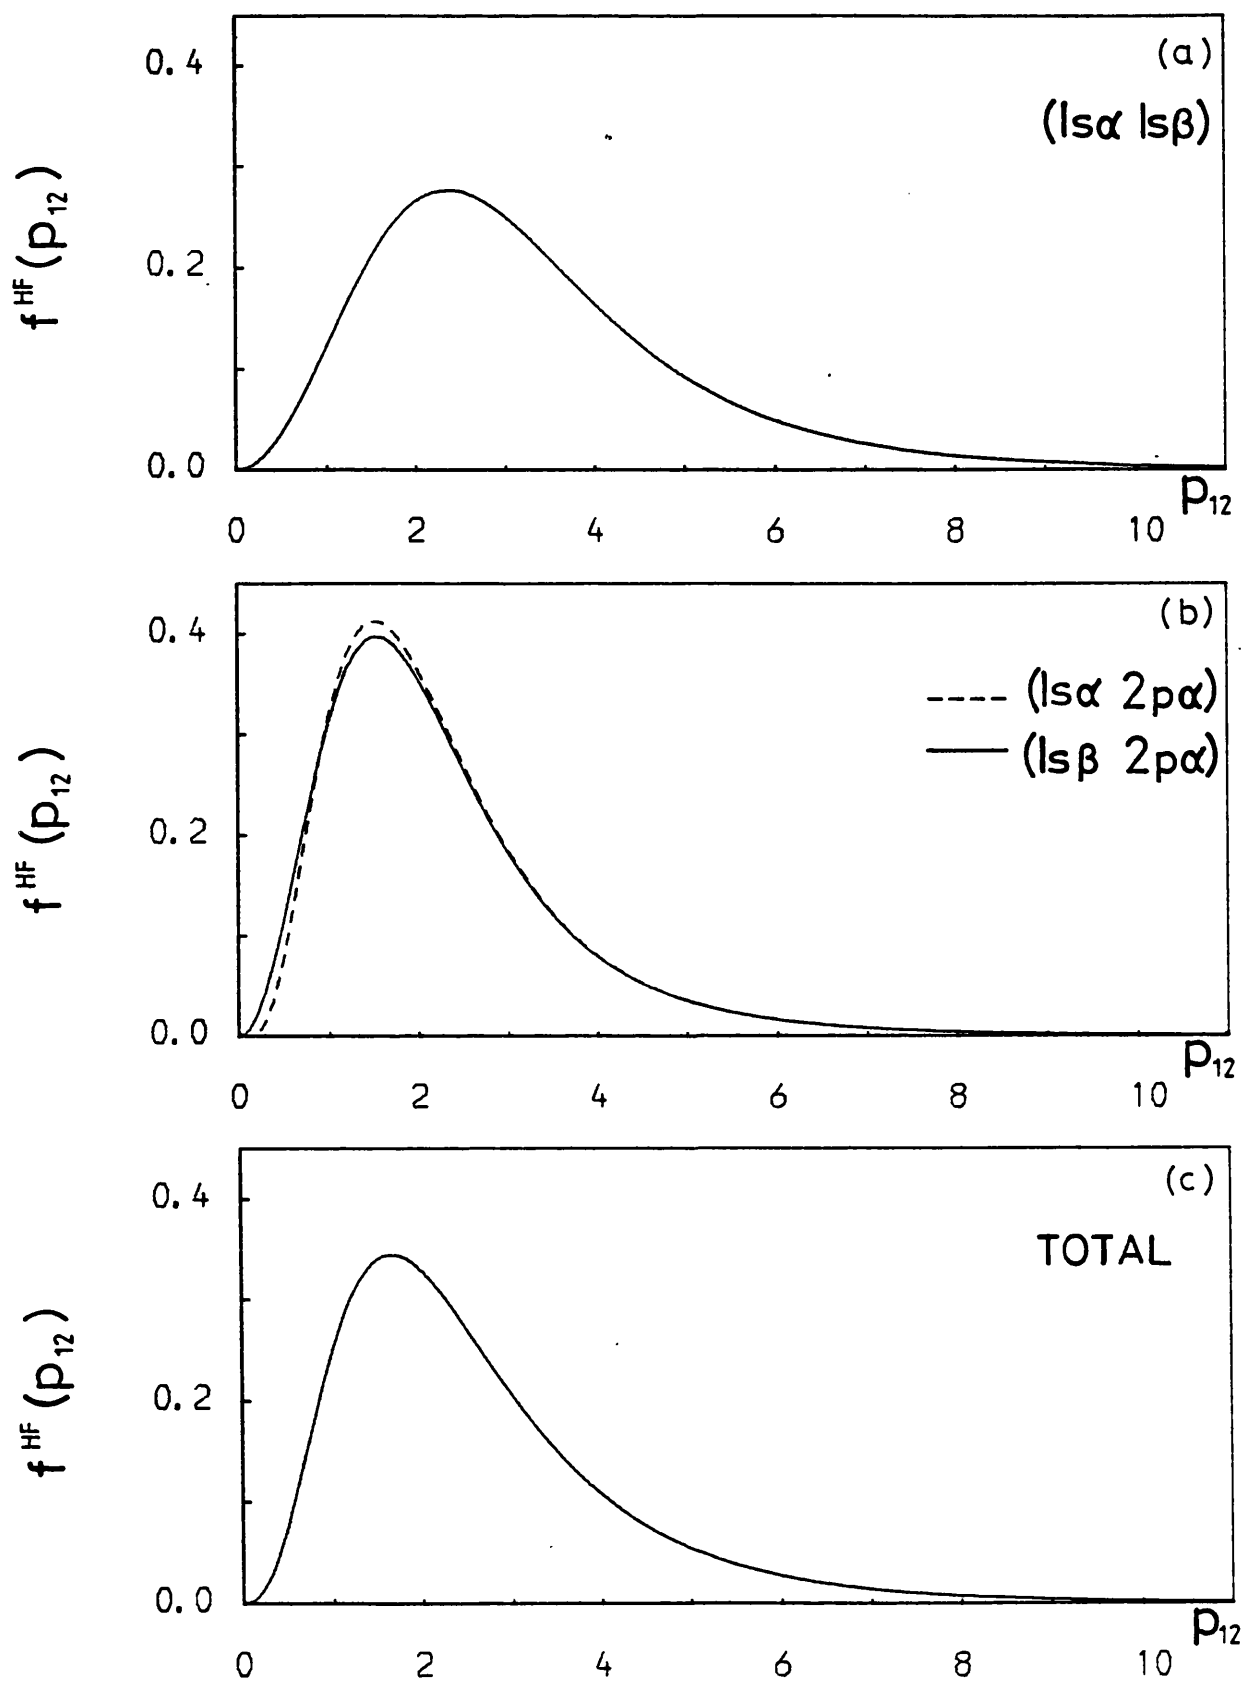 (a)
0.4
(1sα 1sβ)
f^HF(p₁₂)
0.2
0.0
p₁₂
0 2 4 6 8 10
(b)
0.4
(1sα 2pα)
(1sβ 2pα)
f^HF(p₁₂)
0.2
0.0
p₁₂
0 2 4 6 8 10
(c)
0.4
TOTAL
f^HF(p₁₂)
0.2
0.0
p₁₂
0 2 4 6 8 10